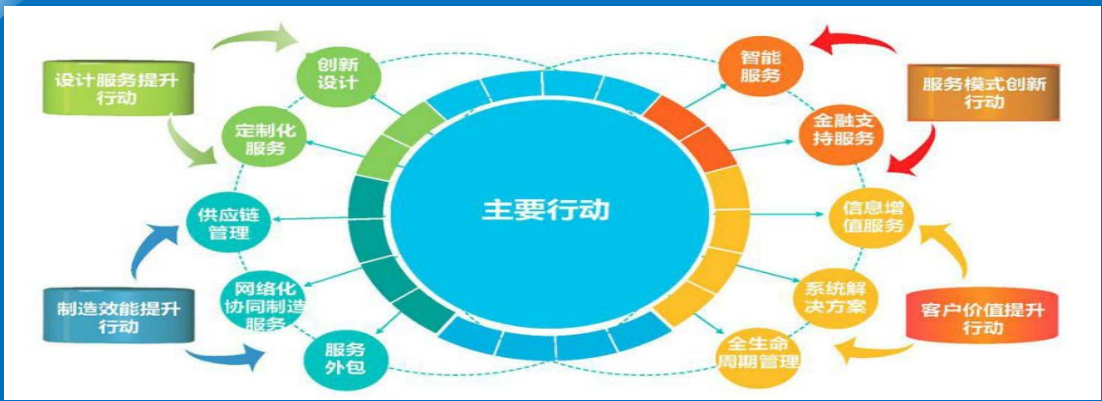 设计服务提升
行动
创新
设计
定制化
服务
供应链
管理
网络化
协同制造
服务
服务
外包
制造效能提升
行动
主要行动
智能
服务
金融支
持服务
信息增
值服务
系统解
决方案
全生命
周期管理
服务模式创新
行动
客户价值提升
行动